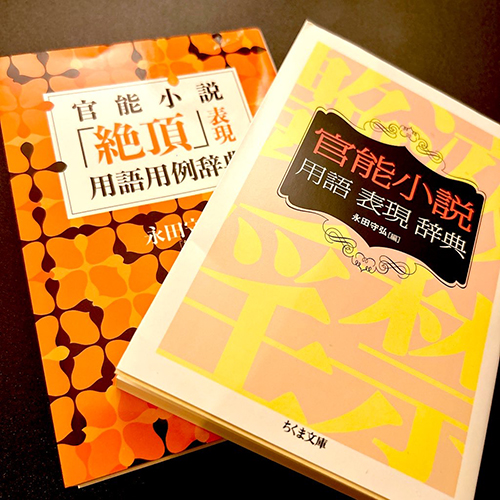 官能小説
「絶頂」表現
用語用例辞典
永田守
官能小説
用語 表現 辞典
永田守弘[編]
ちくま文庫